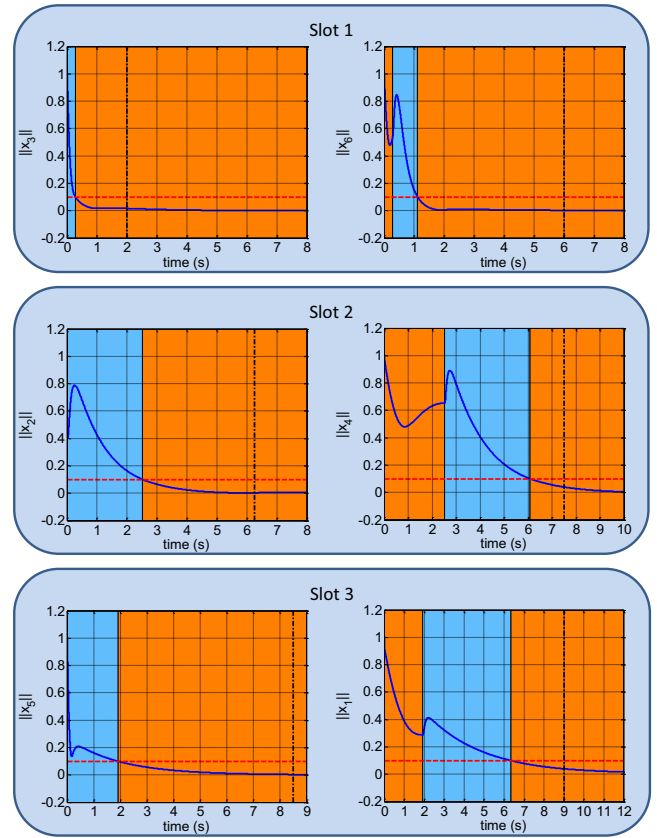 Slot 1
1.2 1 0.8 0.6 0.4 0.2 0 -0.2
||x3||
0 1 2 3 4 5 6 7 8
time (s)
1.2 1 0.8 0.6 0.4 0.2 0 -0.2
||x6||
0 1 2 3 4 5 6 7 8
time (s)
Slot 2
1.2 1 0.8 0.6 0.4 0.2 0 -0.2
||x2||
0 1 2 3 4 5 6 7 8
time (s)
1.2 1 0.8 0.6 0.4 0.2 0 -0.2
||x4||
0 1 2 3 4 5 6 7 8 9 10
time (s)
Slot 3
1.2 1 0.8 0.6 0.4 0.2 0 -0.2
||x5||
0 1 2 3 4 5 6 7 8 9
time (s)
1.2 1 0.8 0.6 0.4 0.2 0 -0.2
||x1||
0 1 2 3 4 5 6 7 8 9 10 11 12
time (s)